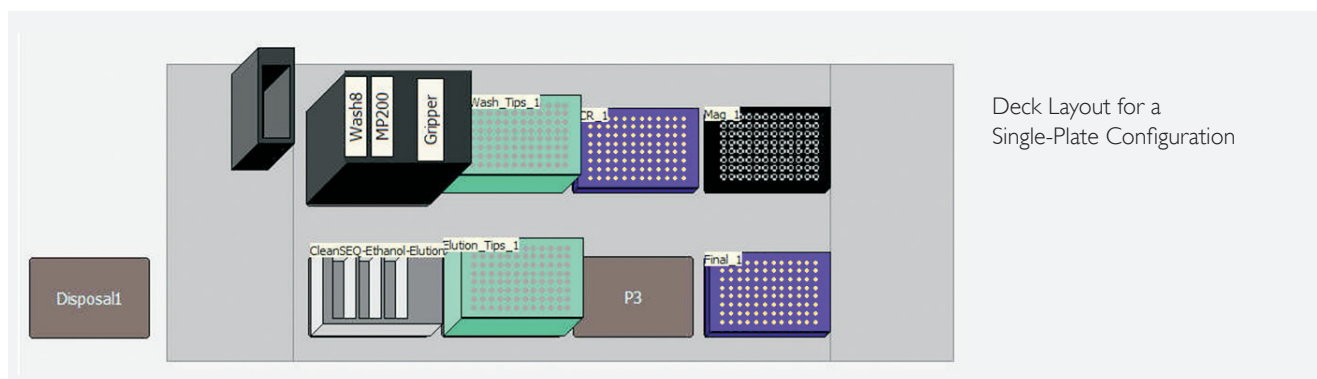 Wash8
MP200
Gripper
Wash_Tips_1
CR_1
Mag_1
Deck Layout for a
Single-Plate Configuration
CleanSEQ-Ethanol-Elution
Elution_Tips_1
Final_1
Disposal1
P3